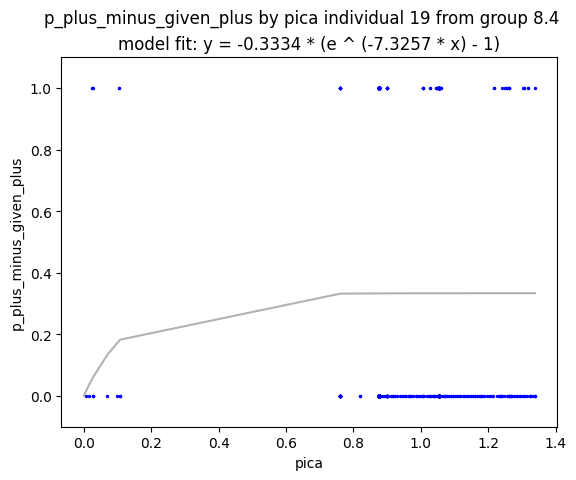 p_plus_minus_given_plus by pica individual 19 from group 8.4
model fit: y = -0.3334 * (e ^ (-7.3257 * x) - 1)
1.0
0.8
0.6
0.4
0.2
0.0
p_plus_minus_given_plus
0.0 0.2 0.4 0.6 0.8 1.0 1.2 1.4
pica